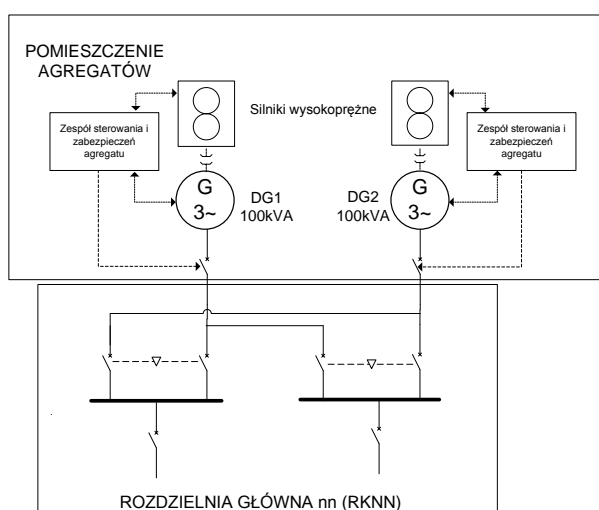 POMIESZCZENIE
AGREGATÓW
Silniki wysokoprężne
Zespół sterowania i
zabezpieczeń
agregatu
Zespół sterowania i
zabezpieczeń
agregatu
G
3~
DG1
100kVA
DG2
100kVA
G
3~
ROZDZIELNIA GŁÓWNA nn (RKNN)